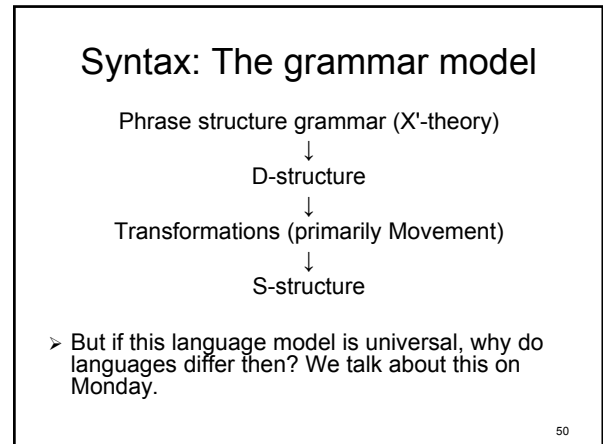 Syntax: The grammar model
Phrase structure grammar (X'-theory)
↓
D-structure
↓
Transformations (primarily Movement)
↓
S-structure
➢ But if this language model is universal, why do
languages differ then? We talk about this on
Monday.
50